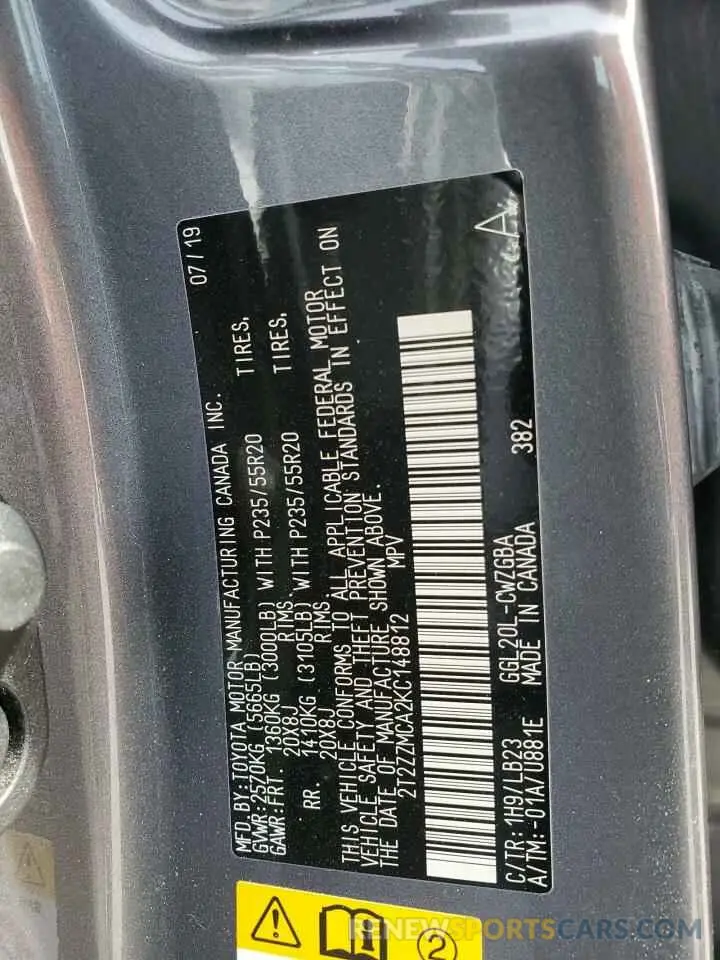 07/19
MFD.BY:TOYOTA MOTOR MANUFACTURING CANADA INC.
GVWR:2570KG (5665LB)
GAWR:FRT. 1360KG (3000LB) WITH P235/55R20 TIRES,
20X8J RIMS,
RR. 1410KG (3105LB) WITH P235/55R20 TIRES,
20X8J RIMS
THIS VEHICLE CONFORMS TO ALL APPLICABLE FEDERAL MOTOR
VEHICLE SAFETY AND THEFT PREVENTION STANDARDS IN EFFECT ON
THE DATE OF MANUFACTURE SHOWN ABOVE.
2T2ZZMCA2KC148812 MPV
C/TR:1H9/LB23 GGL20L-CWZGBA
A/TM:-01A/U881E MADE IN CANADA 382
A
2
RENEWSPORTSCARS.COM